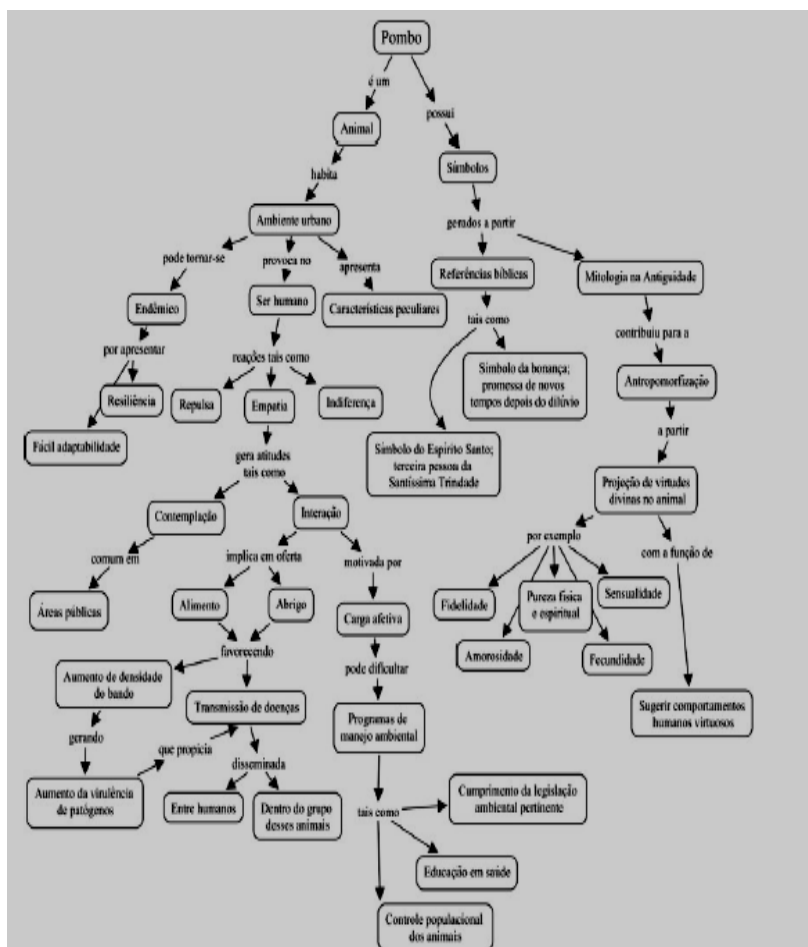 Pombo
é um
possui
Animal
Símbolos
habita
gerados a partir
Ambiente urbano
pode tornar-se
provoca no
apresenta
Referências bíblicas
Mitologia na Antiguidade
Endêmico
Ser humano
Características peculiares
tais como
contribuiu para a
por apresentar
reações tais como
Símbolo da bonança;
promessa de novos
tempos depois do dilúvio
Antropomorfização
Resiliência
Repulsa
Empatia
Indiferença
a partir
Fácil adaptabilidade
gera atitudes
tais como
Símbolo do Espírito Santo;
terceira pessoa da
Santíssima Trindade
Projeção de virtudes
divinas no animal
Contemplação
Interação
por exemplo
com a função de
comum em
implica em oferta
motivada por
Áreas públicas
Alimento
Abrigo
Carga afetiva
Fidelidade
Pureza física
e espiritual
Sensualidade
favorecendo
Amorosidade
Fecundidade
Aumento de densidade
do bando
pode dificultar
Transmissão de doenças
Programas de
manejo ambiental
Sugerir comportamentos
humanos virtuosos
gerando
que propicia
disseminada
Aumento da virulência
de patógenos
Entre humanos
Dentro do grupo
desses animais
tais como
Cumprimento da legislação
ambiental pertinente
Educação em saúde
Controle populacional
dos animais